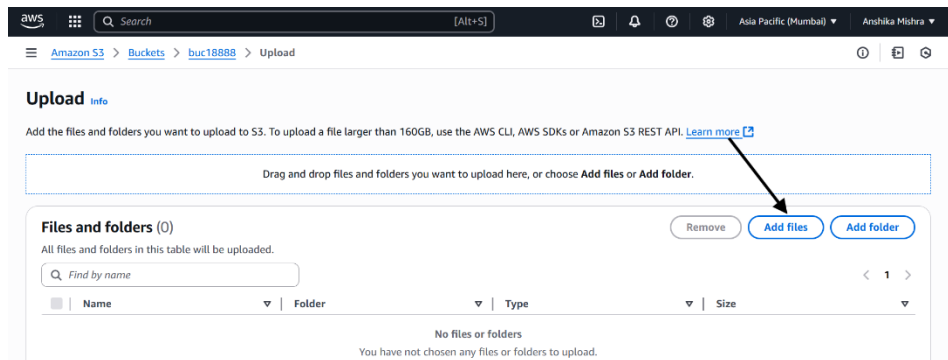 aws Search [Alt+S] Asia Pacific (Mumbai) Anshika Mishra
Amazon S3 > Buckets > buc18888 > Upload
Upload Info
Add the files and folders you want to upload to S3. To upload a file larger than 160GB, use the AWS CLI, AWS SDKs or Amazon S3 REST API. Learn more
Drag and drop files and folders you want to upload here, or choose Add files or Add folder.
Files and folders (0) Remove Add files Add folder
All files and folders in this table will be uploaded.
Find by name < 1 >
Name Folder Type Size
No files or folders
You have not chosen any files or folders to upload.